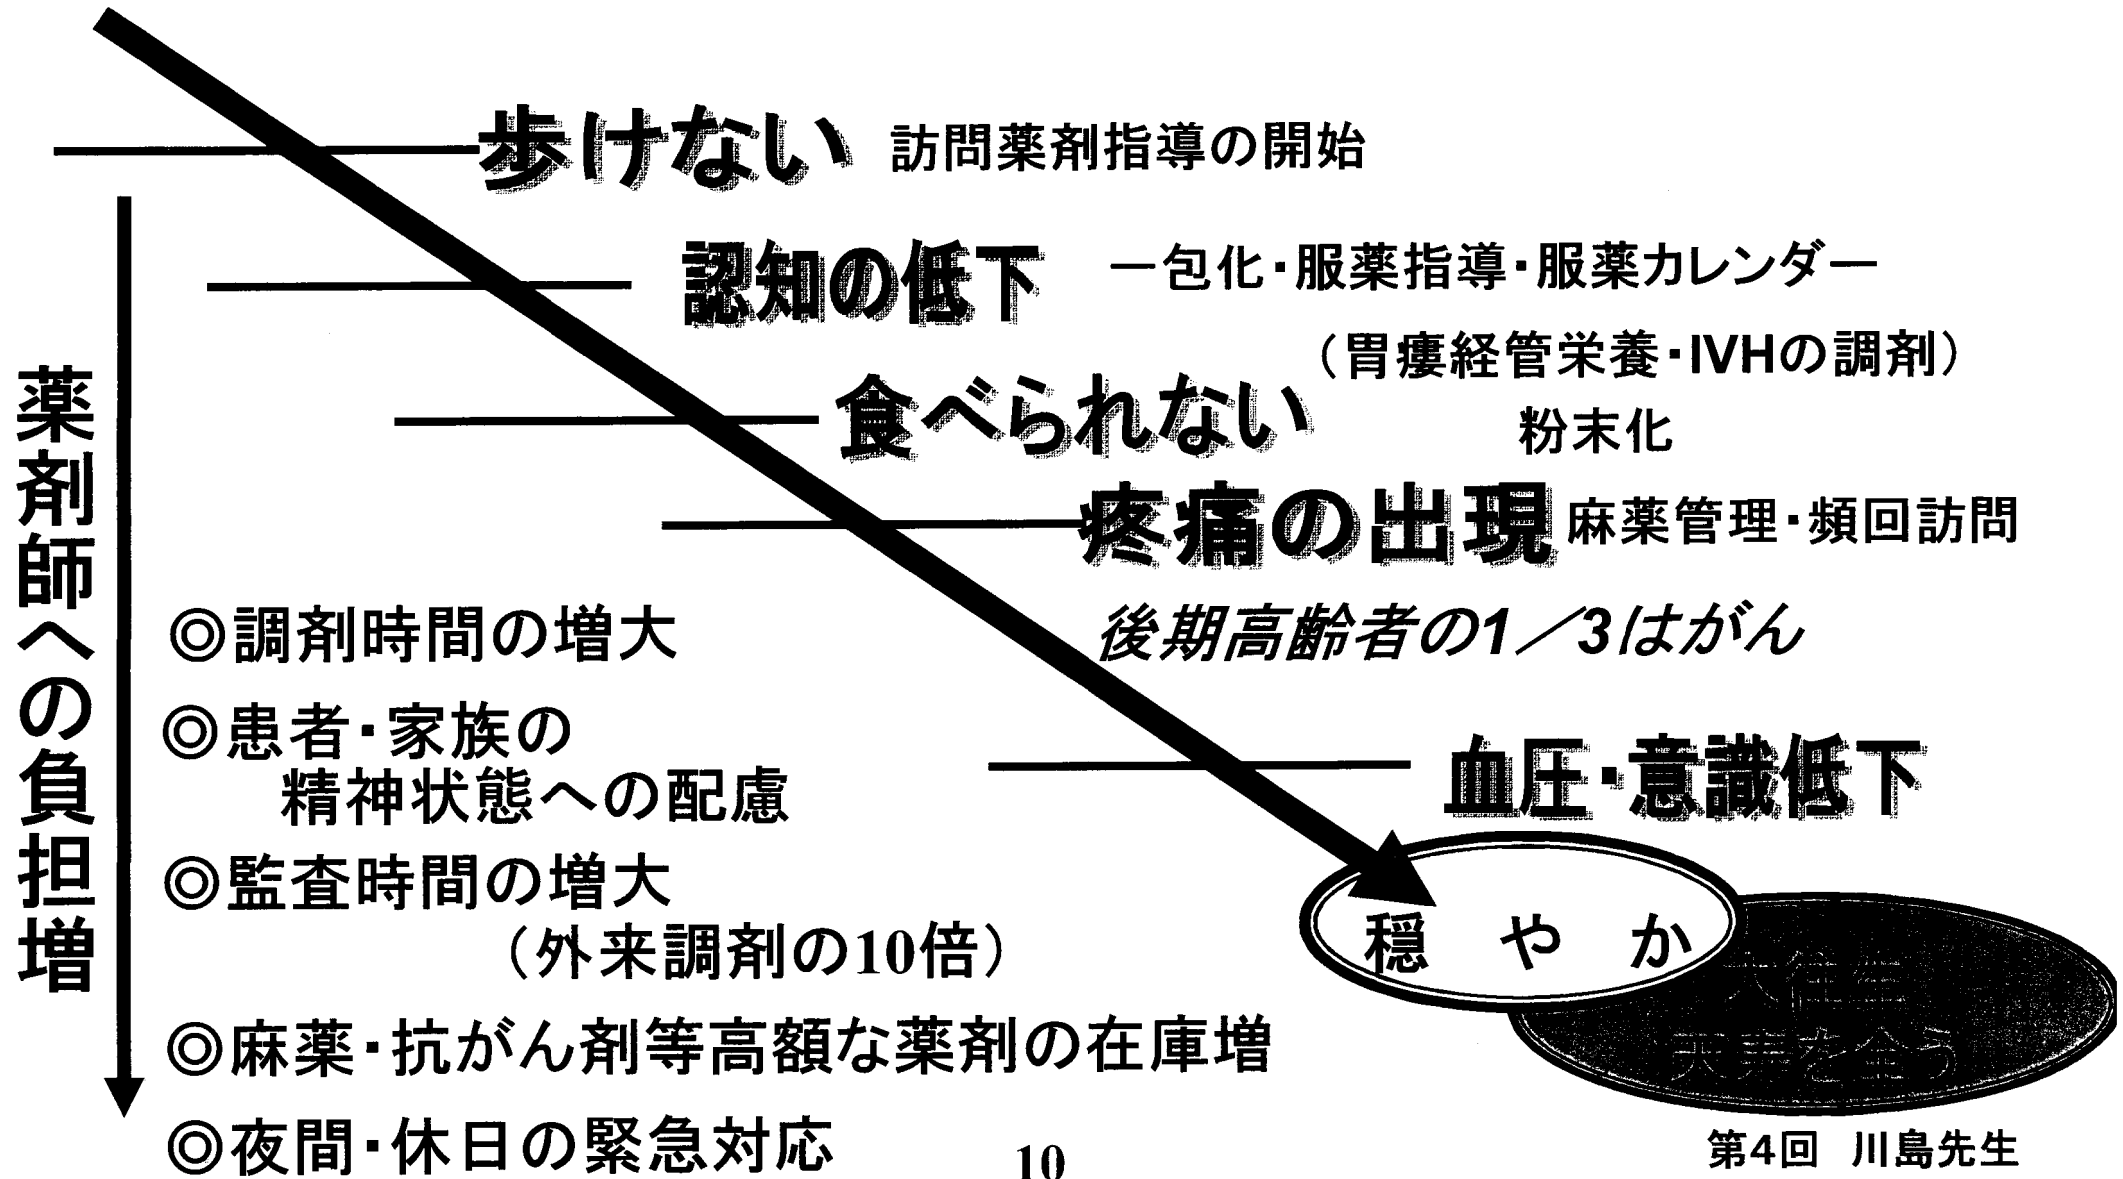 歩けない 訪問薬剤指導の開始
認知の低下 一包化・服薬指導・服薬カレンダー
（胃瘻経管栄養・IVHの調剤）
食べられない
粉末化
疼痛の出現 麻薬管理・頻回訪問
後期高齢者の1／3はがん
血圧・意識低下
穏やか
大往生
天寿を全う
薬剤師への負担増
◎調剤時間の増大
◎患者・家族の
精神状態への配慮
◎監査時間の増大
（外来調剤の10倍）
◎麻薬・抗がん剤等高額な薬剤の在庫増
◎夜間・休日の緊急対応
10
第4回 川島先生